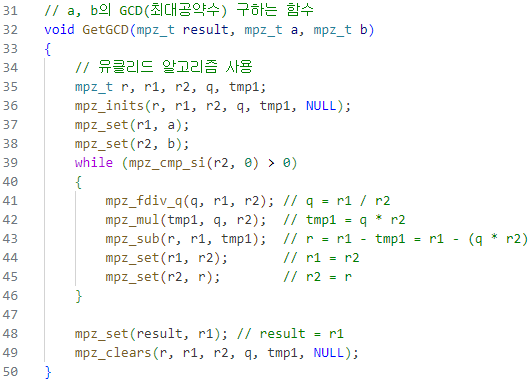 31 // a, b의 GCD(최대공약수) 구하는 함수
32 void GetGCD(mpz_t result, mpz_t a, mpz_t b)
33 {
34     // 유클리드 알고리즘 사용
35     mpz_t r, r1, r2, q, tmp1;
36     mpz_inits(r, r1, r2, q, tmp1, NULL);
37     mpz_set(r1, a);
38     mpz_set(r2, b);
39     while (mpz_cmp_si(r2, 0) > 0)
40     {
41         mpz_fdiv_q(q, r1, r2); // q = r1 / r2
42         mpz_mul(tmp1, q, r2);  // tmp1 = q * r2
43         mpz_sub(r, r1, tmp1);  // r = r1 - tmp1 = r1 - (q * r2)
44         mpz_set(r1, r2);       // r1 = r2
45         mpz_set(r2, r);        // r2 = r
46     }
47
48     mpz_set(result, r1); // result = r1
49     mpz_clears(r, r1, r2, q, tmp1, NULL);
50 }